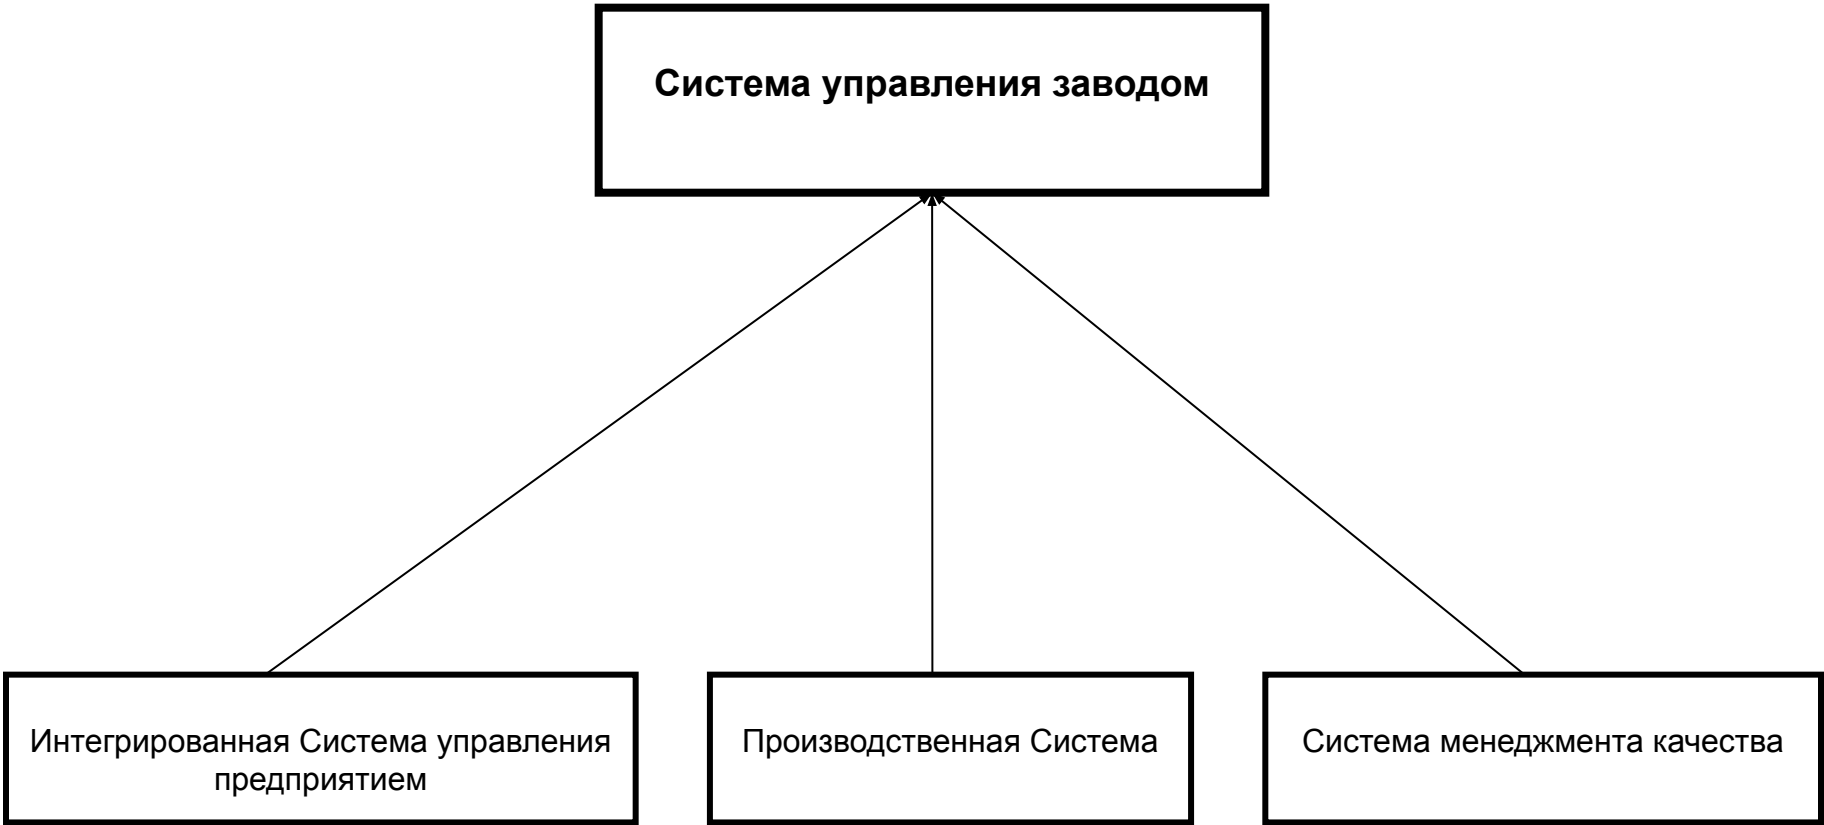 Система управления заводом
Интегрированная Система управления
предприятием
Производственная Система
Система менеджмента качества